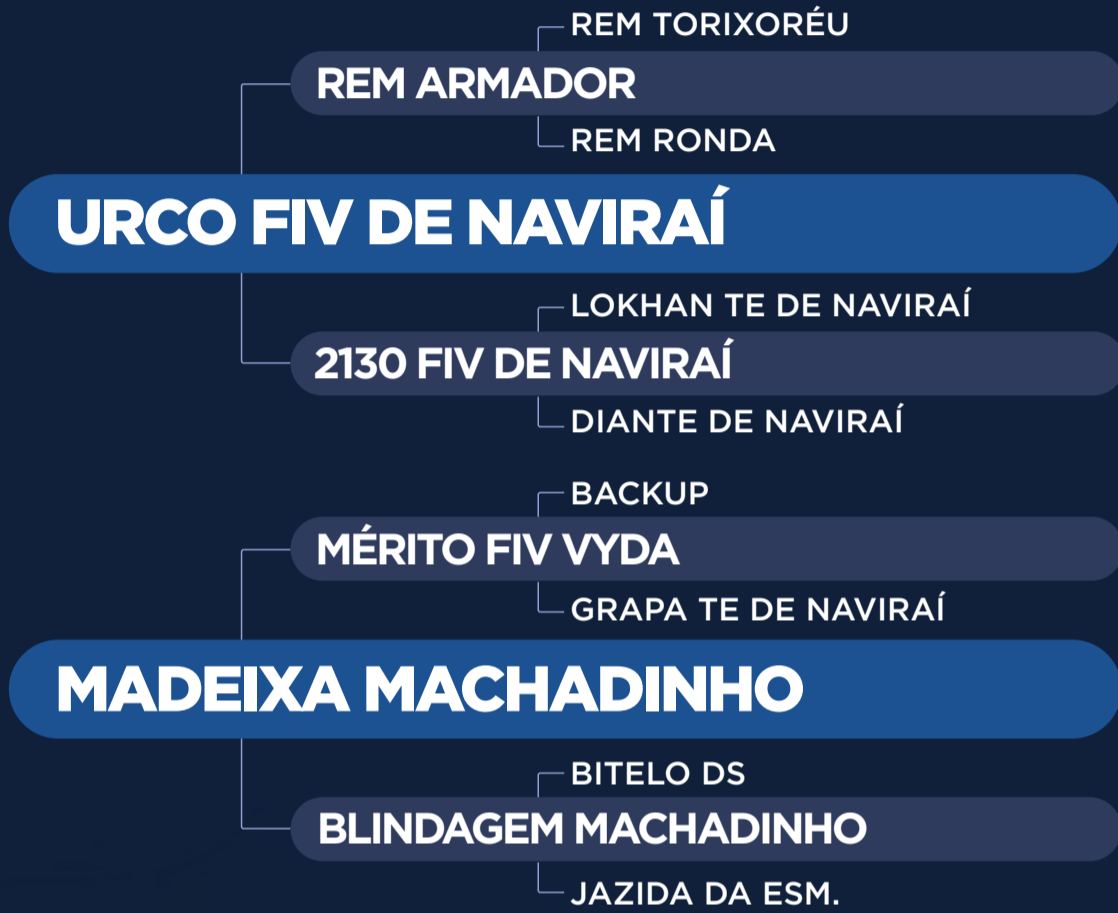 REM TORIXORÉU
REM ARMADOR
REM RONDA
URCO FIV DE NAVIRAÍ
LOKHAN TE DE NAVIRAÍ
2130 FIV DE NAVIRAÍ
DIANTE DE NAVIRAÍ
BACKUP
MÉRITO FIV VYDA
GRAPA TE DE NAVIRAÍ
MADEIXA MACHADINHO
BITELO DS
BLINDAGEM MACHADINHO
JAZIDA DA ESM.